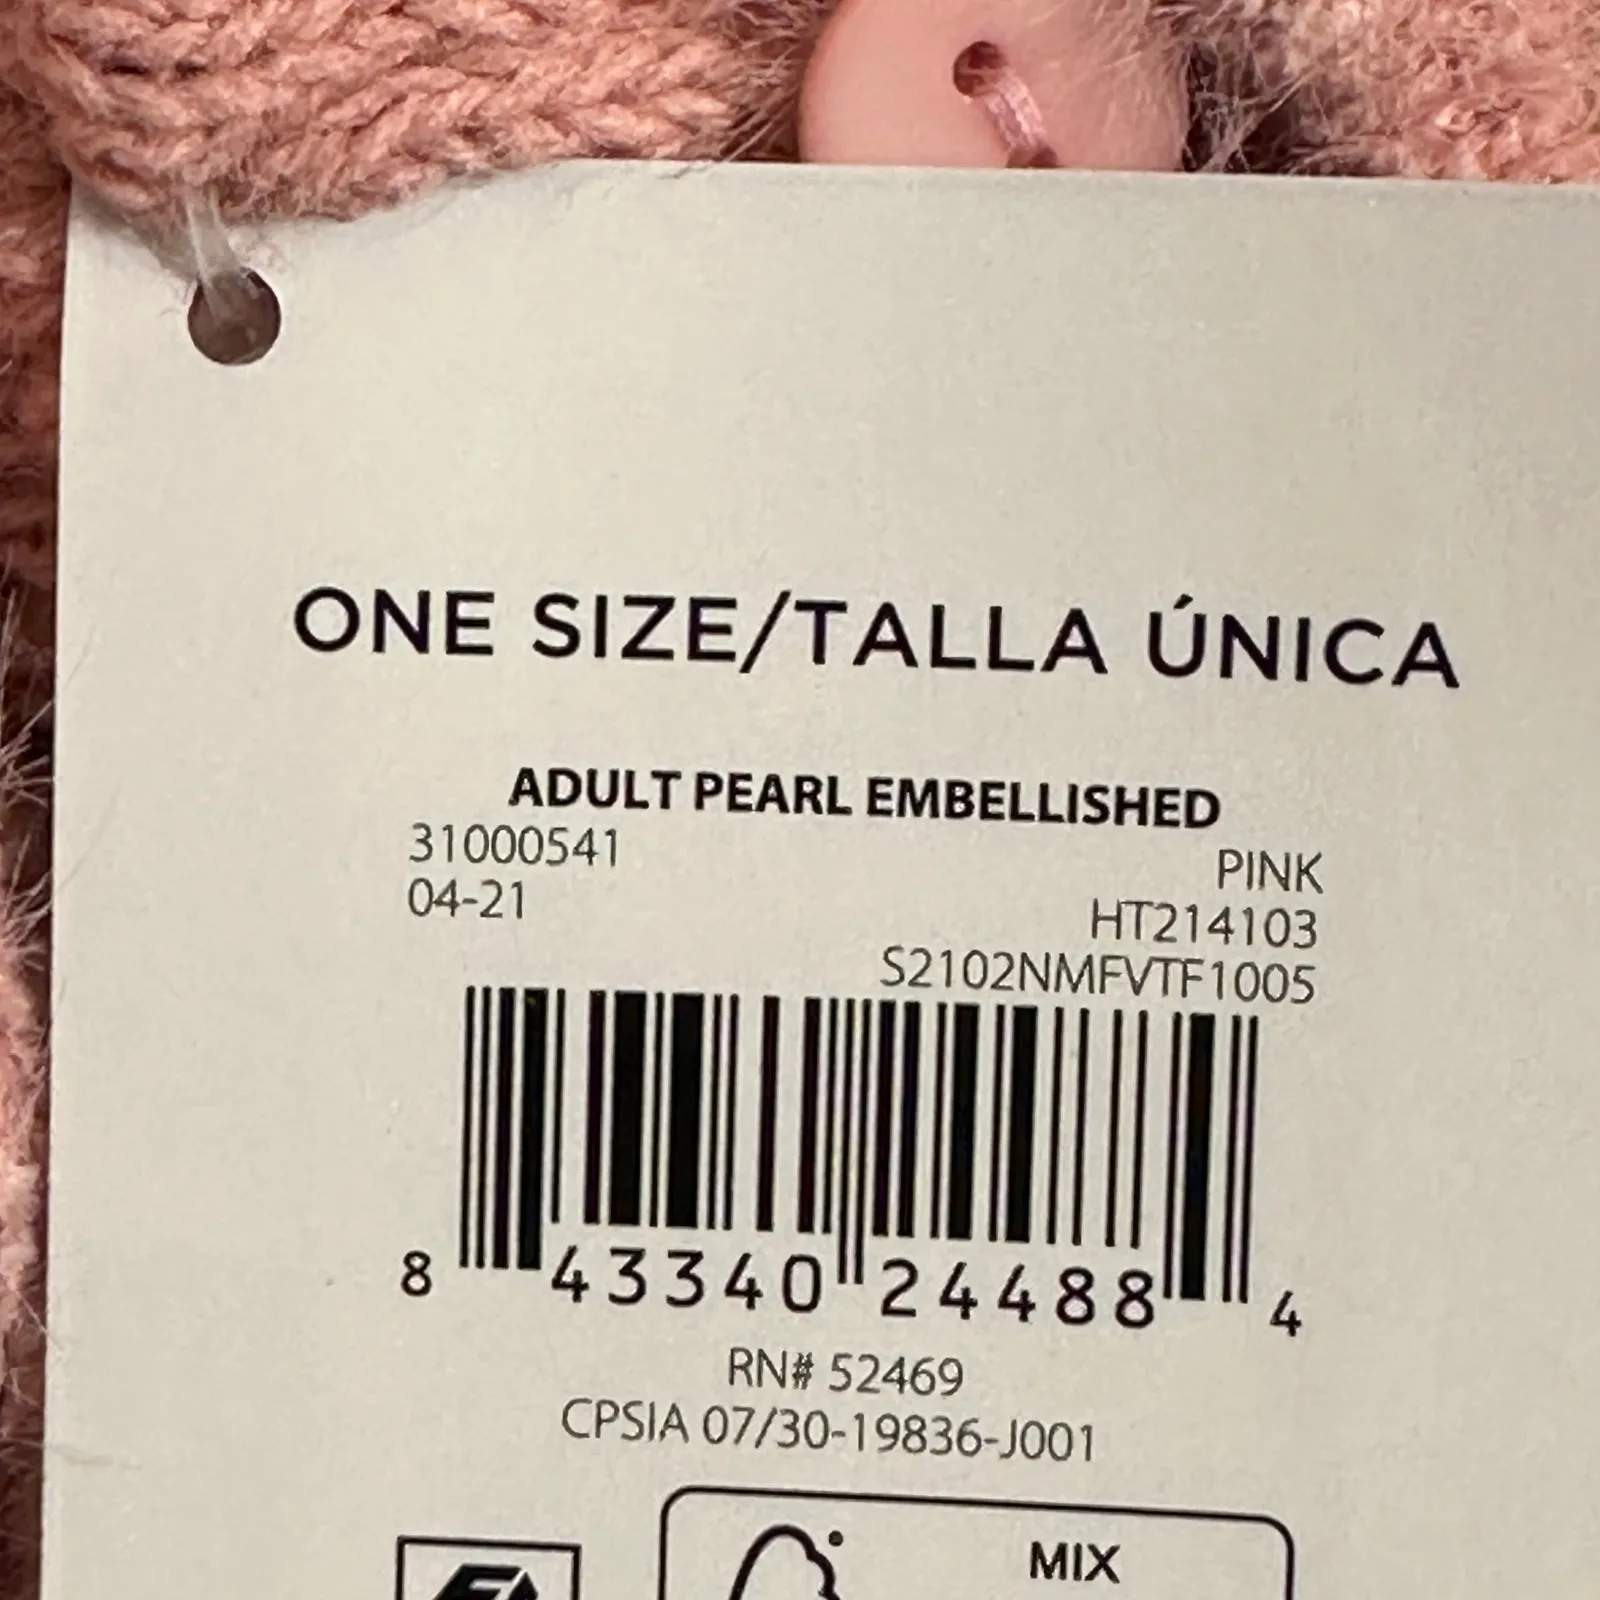 ONE SIZE/TALLA ÚNICA
ADULT PEARL EMBELLISHED
31000541
PINK
04-21
HT214103
S2102NMFVTF1005
8 43340 24488 4
RN# 52469
CPSIA 07/30-19836-J001
MIX